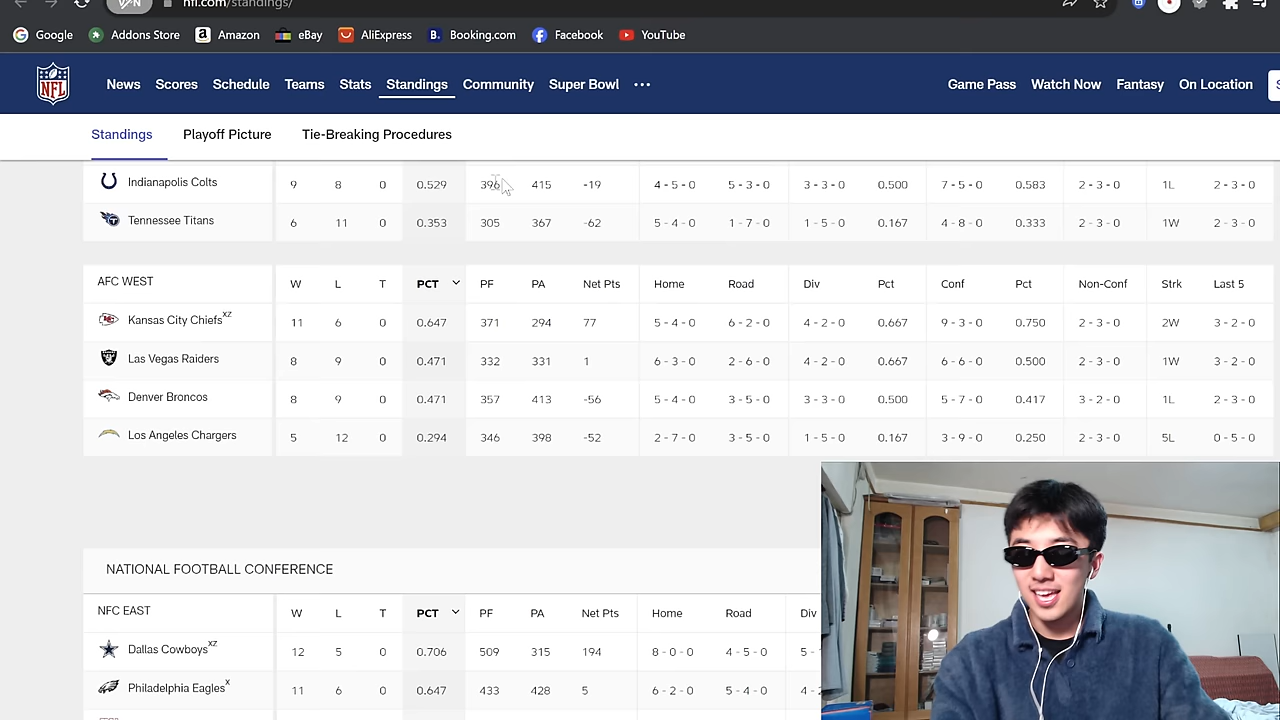 nfl.com/standings/
Google Addons Store Amazon eBay AliExpress Booking.com Facebook YouTube
NFL News Scores Schedule Teams Stats Standings Community Super Bowl ... Game Pass Watch Now Fantasy On Location
Standings Playoff Picture Tie-Breaking Procedures
Indianapolis Colts 9 8 0 0.529 396 415 -19 4 - 5 - 0 5 - 3 - 0 3 - 3 - 0 0.500 7 - 5 - 0 0.583 2 - 3 - 0 1L 2 - 3 - 0
Tennessee Titans 6 11 0 0.353 305 367 -62 5 - 4 - 0 1 - 7 - 0 1 - 5 - 0 0.167 4 - 8 - 0 0.333 2 - 3 - 0 1W 2 - 3 - 0
AFC WEST W L T PCT PF PA Net Pts Home Road Div Pct Conf Pct Non-Conf Strk Last 5
Kansas City Chiefs xz 11 6 0 0.647 371 294 77 5 - 4 - 0 6 - 2 - 0 4 - 2 - 0 0.667 9 - 3 - 0 0.750 2 - 3 - 0 2W 3 - 2 - 0
Las Vegas Raiders 8 9 0 0.471 332 331 1 6 - 3 - 0 2 - 6 - 0 4 - 2 - 0 0.667 6 - 6 - 0 0.500 2 - 3 - 0 1W 3 - 2 - 0
Denver Broncos 8 9 0 0.471 357 413 -56 5 - 4 - 0 3 - 5 - 0 3 - 3 - 0 0.500 5 - 7 - 0 0.417 3 - 2 - 0 1L 2 - 3 - 0
Los Angeles Chargers 5 12 0 0.294 346 398 -52 2 - 7 - 0 3 - 5 - 0 1 - 5 - 0 0.167 3 - 9 - 0 0.250 2 - 3 - 0 5L 0 - 5 - 0
NATIONAL FOOTBALL CONFERENCE
NFC EAST W L T PCT PF PA Net Pts Home Road Div
Dallas Cowboys xz 12 5 0 0.706 509 315 194 8 - 0 - 0 4 - 5 - 0 5 -
Philadelphia Eagles x 11 6 0 0.647 433 428 5 6 - 2 - 0 5 - 4 - 0 4 -